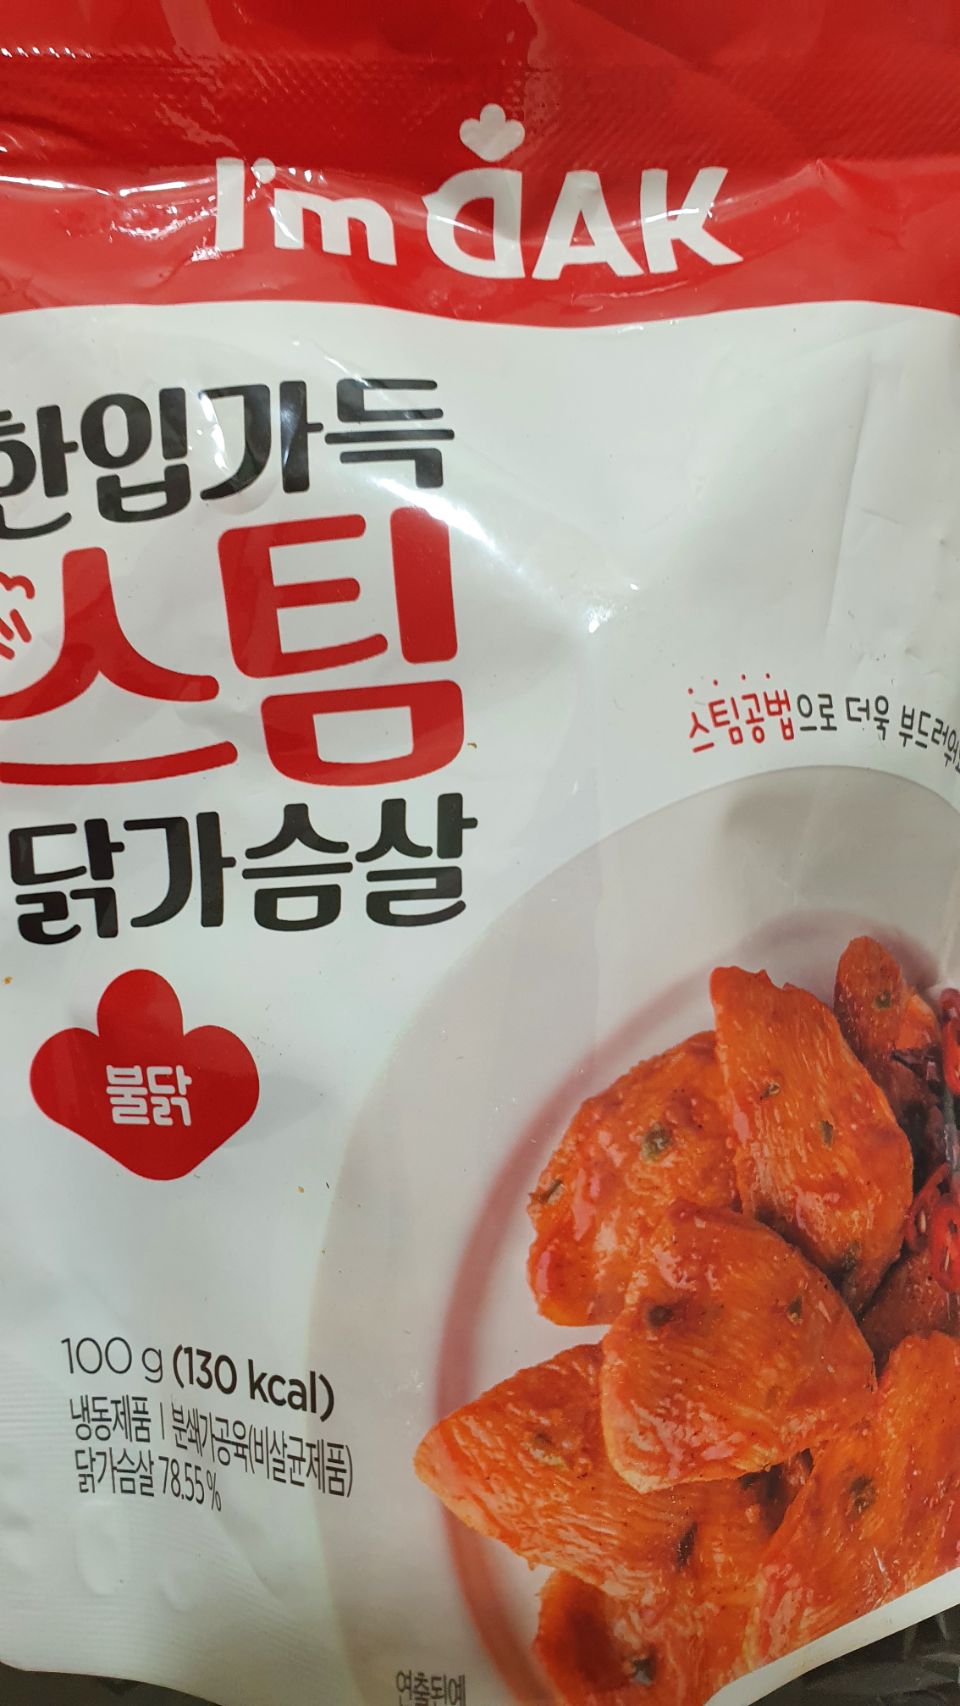 I'm DAK
한입가득
스팀
닭가슴살
스팀공법으로 더욱 부드러워
불닭
100 g (130 kcal)
냉동제품 | 분쇄가공육(비살균제품)
닭가슴살 78.55%
연출된예